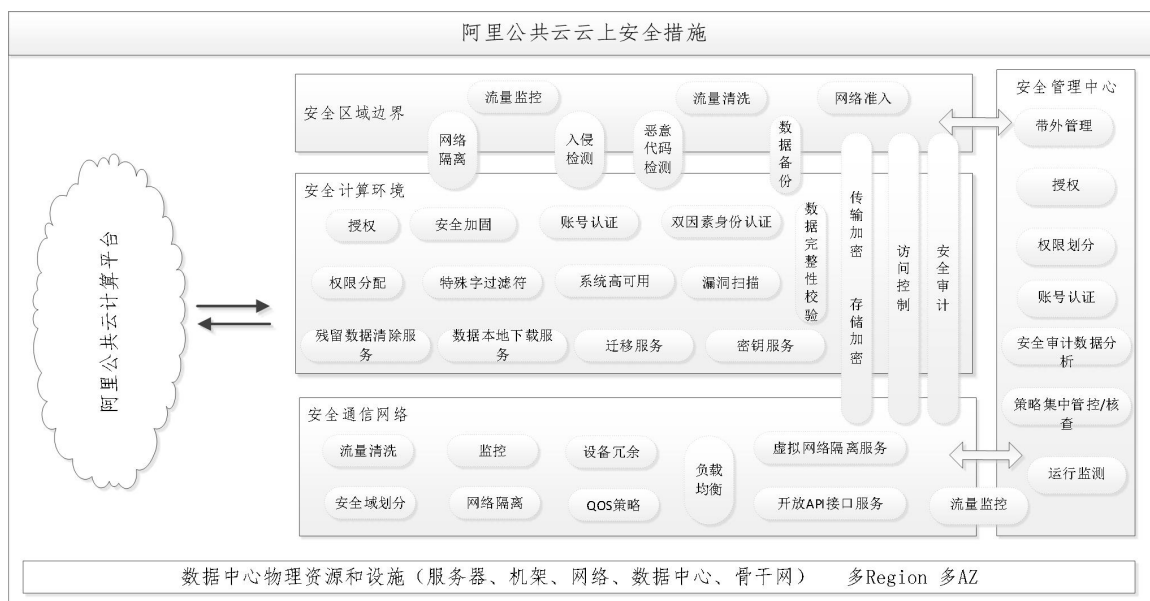 阿里公共云云上安全措施
阿里公共云计算平台
安全区域边界
流量监控
流量清洗
网络准入
网络
隔离
入侵
检测
恶意
代码
检测
数据备份
安全计算环境
授权
安全加固
账号认证
双因素身份认证
权限分配
特殊字过滤符
系统高可用
漏洞扫描
数据完整性校验
残留数据清除服
务
数据本地下载服
务
迁移服务
密钥服务
传输加密 存储加密
访问控制
安全审计
安全通信网络
流量清洗
监控
设备冗余
负载
均衡
虚拟网络隔离服务
安全域划分
网络隔离
QOS策略
开放API接口服务
流量监控
安全管理中心
带外管理
授权
权限划分
账号认证
安全审计数据分
析
策略集中管控/核
查
运行监测
数据中心物理资源和设施（服务器、机架、网络、数据中心、骨干网） 多Region 多AZ